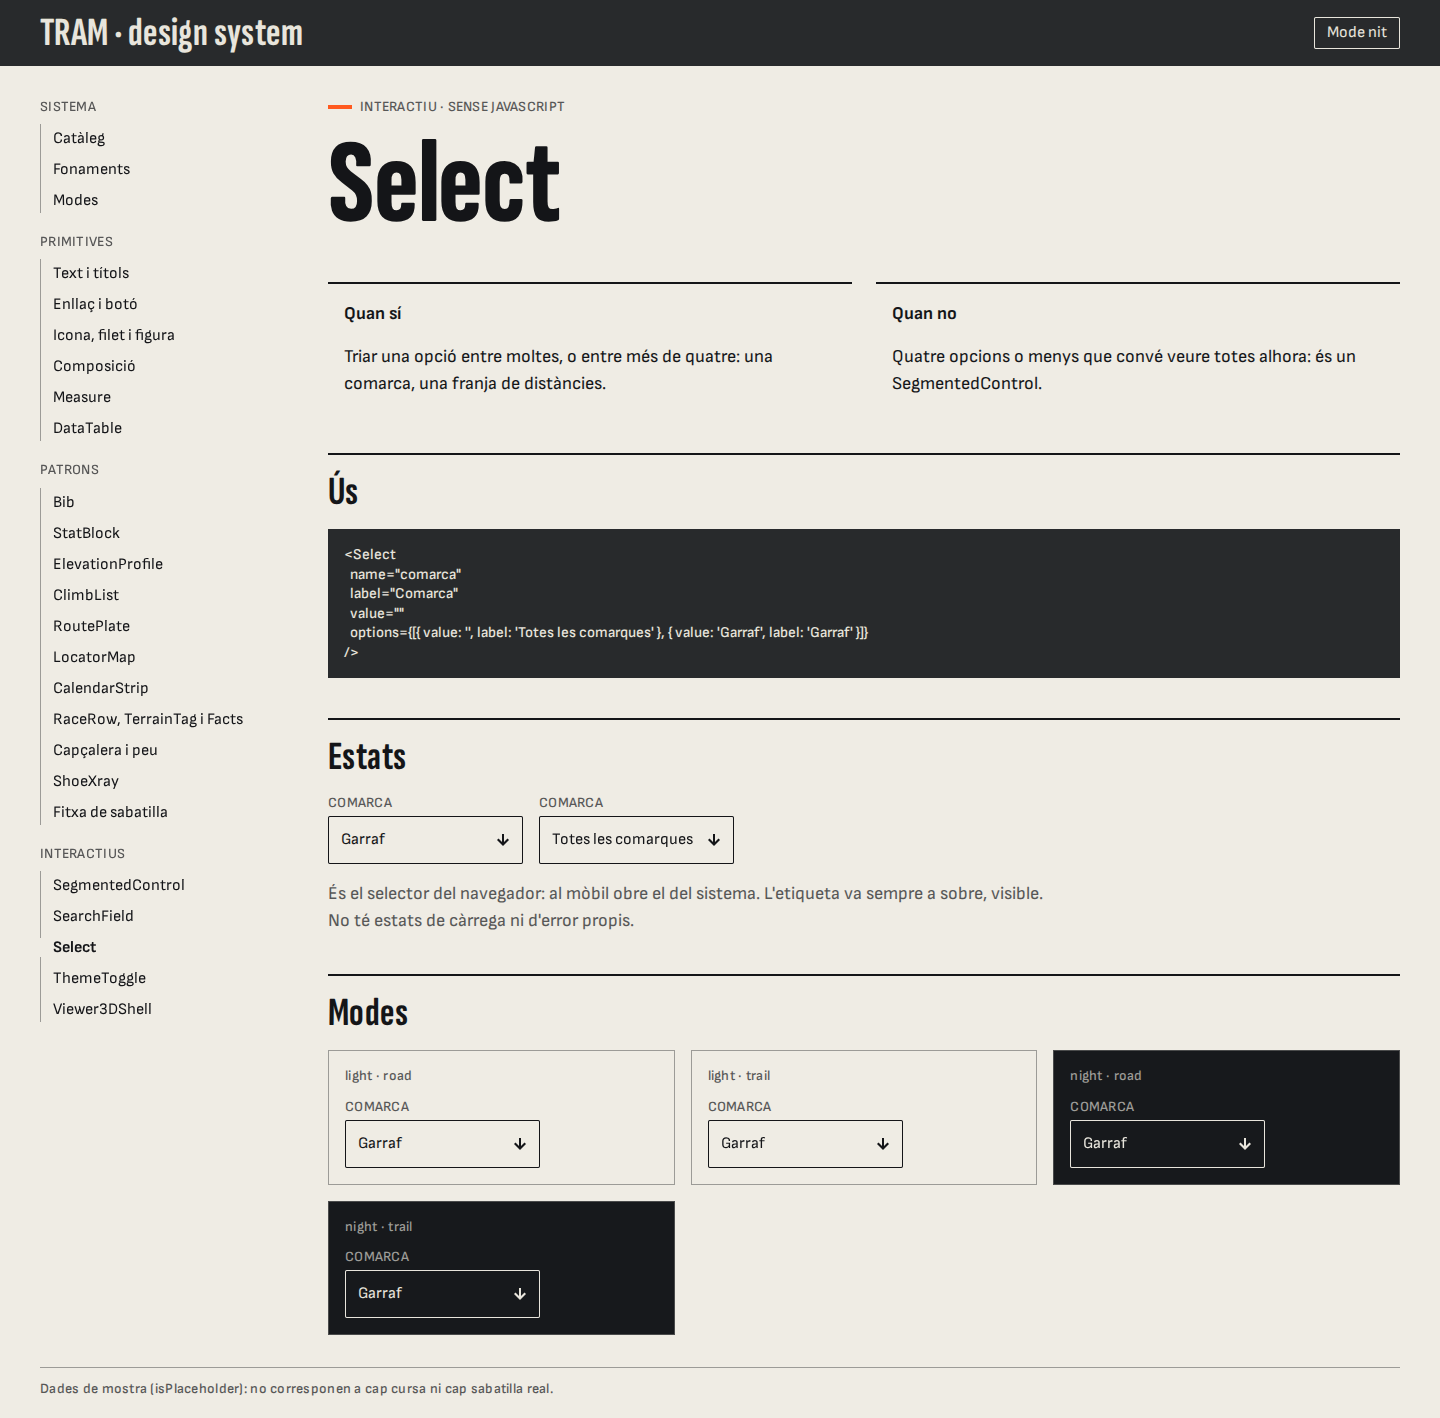 TRAM · design system
Mode nit
SISTEMA
Catàleg
Fonaments
Modes
PRIMITIVES
Text i títols
Enllaç i botó
Icona, filet i figura
Composició
Measure
DataTable
PATRONS
Bib
StatBlock
ElevationProfile
ClimbList
RoutePlate
LocatorMap
CalendarStrip
RaceRow, TerrainTag i Facts
Capçalera i peu
ShoeXray
Fitxa de sabatilla
INTERACTIUS
SegmentedControl
SearchField
Select
ThemeToggle
Viewer3DShell
INTERACTIU · SENSE JAVASCRIPT
Select
Quan sí
Triar una opció entre moltes, o entre més de quatre: una
comarca, una franja de distàncies.
Quan no
Quatre opcions o menys que convé veure totes alhora: és un
SegmentedControl.
Ús
<Select
name="comarca"
label="Comarca"
value=""
options={[{ value: '', label: 'Totes les comarques' }, { value: 'Garraf', label: 'Garraf' }]}
/>
Estats
COMARCA
Garraf
COMARCA
Totes les comarques
És el selector del navegador: al mòbil obre el del sistema. L'etiqueta va sempre a sobre, visible.
No té estats de càrrega ni d'error propis.
Modes
light · road
COMARCA
Garraf
light · trail
COMARCA
Garraf
night · road
COMARCA
Garraf
night · trail
COMARCA
Garraf
Dades de mostra (isPlaceholder): no corresponen a cap cursa ni cap sabatilla real.